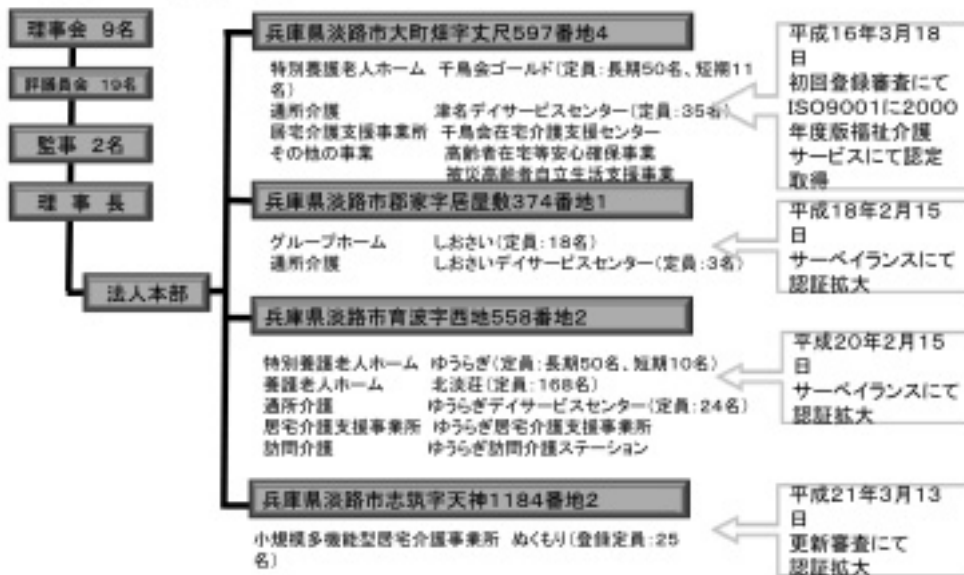 理事会 9名
評議員会 19名
監事 2名
理 事 長
法人本部
兵庫県淡路市大町畑字丈尺597番地4
特別養護老人ホーム 千鳥会ゴールド(定員:長期50名、短期11
名)
通所介護 津名デイサービスセンター(定員:35名)
居宅介護支援事業所 千鳥会在宅介護支援センター
その他の事業 高齢者在宅等安心確保事業
被災高齢者自立生活支援事業
平成16年3月18
日
初回登録審査にて
ISO9001に2000
年度版福祉介護
サービスにて認定
取得
兵庫県淡路市郡家字居屋敷374番地1
グループホーム しおさい(定員:18名)
通所介護 しおさいデイサービスセンター(定員:3名)
平成18年2月15
日
サーベイランスにて
認証拡大
兵庫県淡路市育波字西地558番地2
特別養護老人ホーム ゆうらぎ(定員:長期50名、短期10名)
養護老人ホーム 北淡荘(定員:168名)
通所介護 ゆうらぎデイサービスセンター(定員:24名)
居宅介護支援事業所 ゆうらぎ居宅介護支援事業所
訪問介護 ゆうらぎ訪問介護ステーション
平成20年2月15
日
サーベイランスにて
認証拡大
兵庫県淡路市志筑字天神1184番地2
小規模多機能型居宅介護事業所 ぬくもり(登録定員:25
名)
平成21年3月13
日
更新審査にて
認証拡大